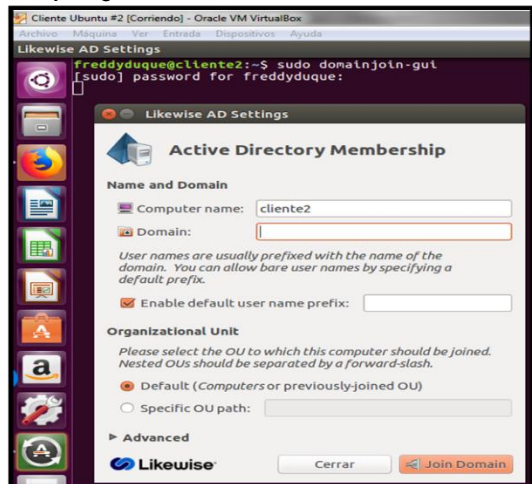 Cliente Ubuntu #2 [Corriendo] - Oracle VM VirtualBox
Archivo Máquina Ver Entrada Dispositivos Ayuda
Likewise AD Settings
freddyduque@cliente2:~$ sudo domainjoin-gui
[sudo] password for freddyduque:
Likewise AD Settings
Active Directory Membership
Name and Domain
Computer name: cliente2
Domain:
User names are usually prefixed with the name of the
domain. You can allow bare user names by specifying a
default prefix.
Enable default user name prefix:
Organizational Unit
Please select the OU to which this computer should be joined.
Nested OUs should be separated by a forward-slash.
Default (Computers or previously-joined OU)
Specific OU path:
Advanced
Likewise
Cerrar
Join Domain